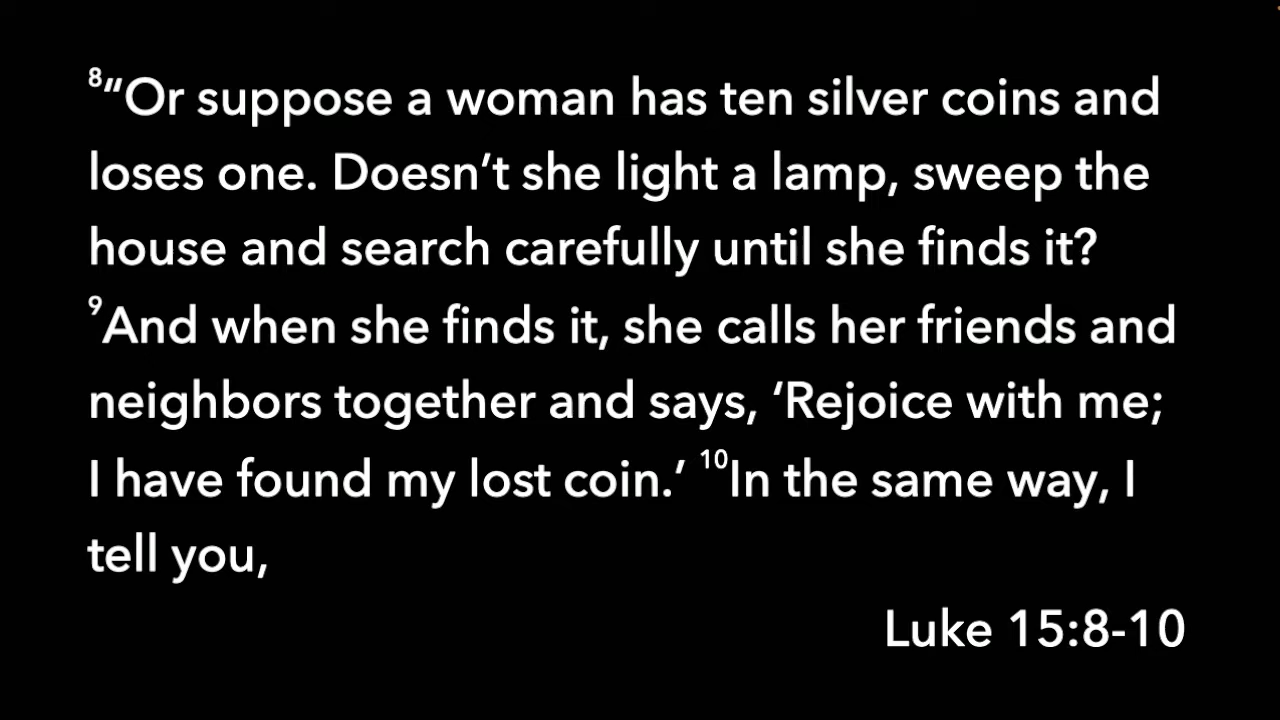 8“Or suppose a woman has ten silver coins and
loses one. Doesn’t she light a lamp, sweep the
house and search carefully until she finds it?
9And when she finds it, she calls her friends and
neighbors together and says, ‘Rejoice with me;
I have found my lost coin.’ 10In the same way, I
tell you,
Luke 15:8-10